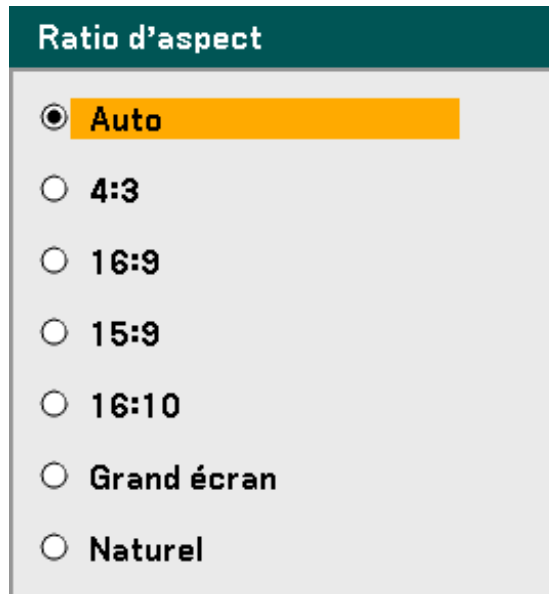 Ratio d'aspect
Auto
4:3
16:9
15:9
16:10
Grand écran
Naturel